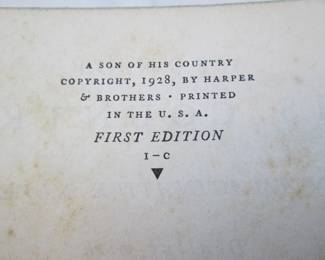 A SON OF HIS COUNTRY
COPYRIGHT, 1928, BY HARPER
& BROTHERS · PRINTED
IN THE U. S. A.
FIRST EDITION
I-C